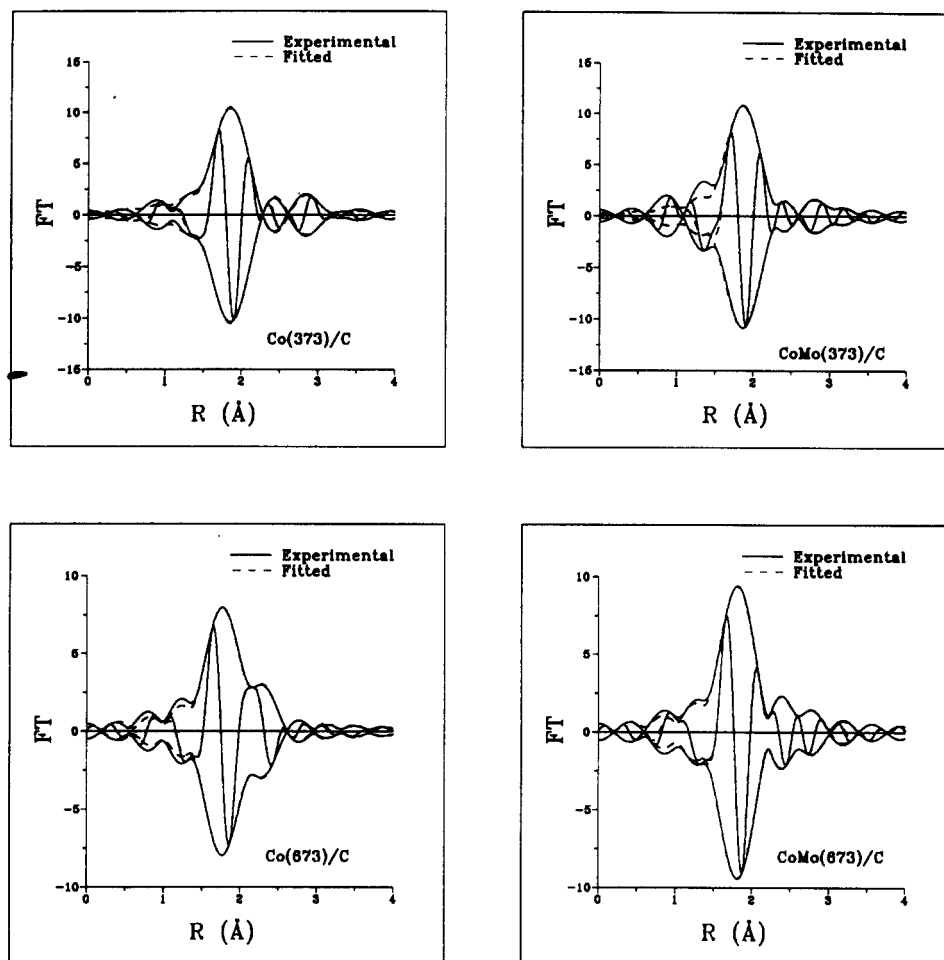 Experimental
Fitted
16
10
5
0
-5
-10
-15
FT
0
1
2
3
4
R (Å)
Co(373)/C
Experimental
Fitted
15
10
5
0
-5
-10
-15
FT
0
1
2
3
4
R (Å)
CoMo(373)/C
Experimental
Fitted
10
5
0
-5
-10
FT
0
1
2
3
4
R (Å)
Co(673)/C
Experimental
Fitted
10
5
0
-5
-10
FT
0
1
2
3
4
R (Å)
CoMo(673)/C